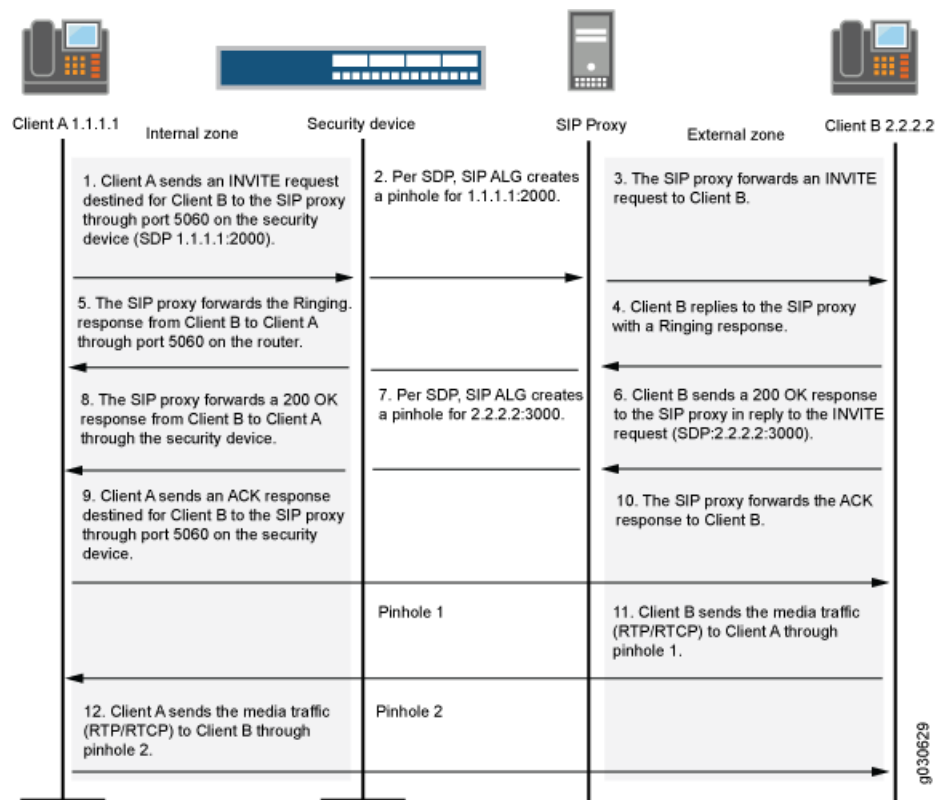 Client A 1.1.1.1
Internal zone
Security device
SIP Proxy
External zone
Client B 2.2.2.2
1. Client A sends an INVITE request
destined for Client B to the SIP proxy
through port 5060 on the security
device (SDP 1.1.1.1:2000).
2. Per SDP, SIP ALG creates
a pinhole for 1.1.1.1:2000.
3. The SIP proxy forwards an INVITE
request to Client B.
5. The SIP proxy forwards the Ringing.
response from Client B to Client A
through port 5060 on the router.
4. Client B replies to the SIP proxy
with a Ringing response.
8. The SIP proxy forwards a 200 OK
response from Client B to Client A
through the security device.
7. Per SDP, SIP ALG creates
a pinhole for 2.2.2.2:3000.
6. Client B sends a 200 OK response
to the SIP proxy in reply to the INVITE
request (SDP:2.2.2.2:3000).
9. Client A sends an ACK response
destined for Client B to the SIP proxy
through port 5060 on the security
device.
10. The SIP proxy forwards the ACK
response to Client B.
Pinhole 1
11. Client B sends the media traffic
(RTP/RTCP) to Client A through
pinhole 1.
12. Client A sends the media traffic
(RTP/RTCP) to Client B through
pinhole 2.
Pinhole 2
g030629